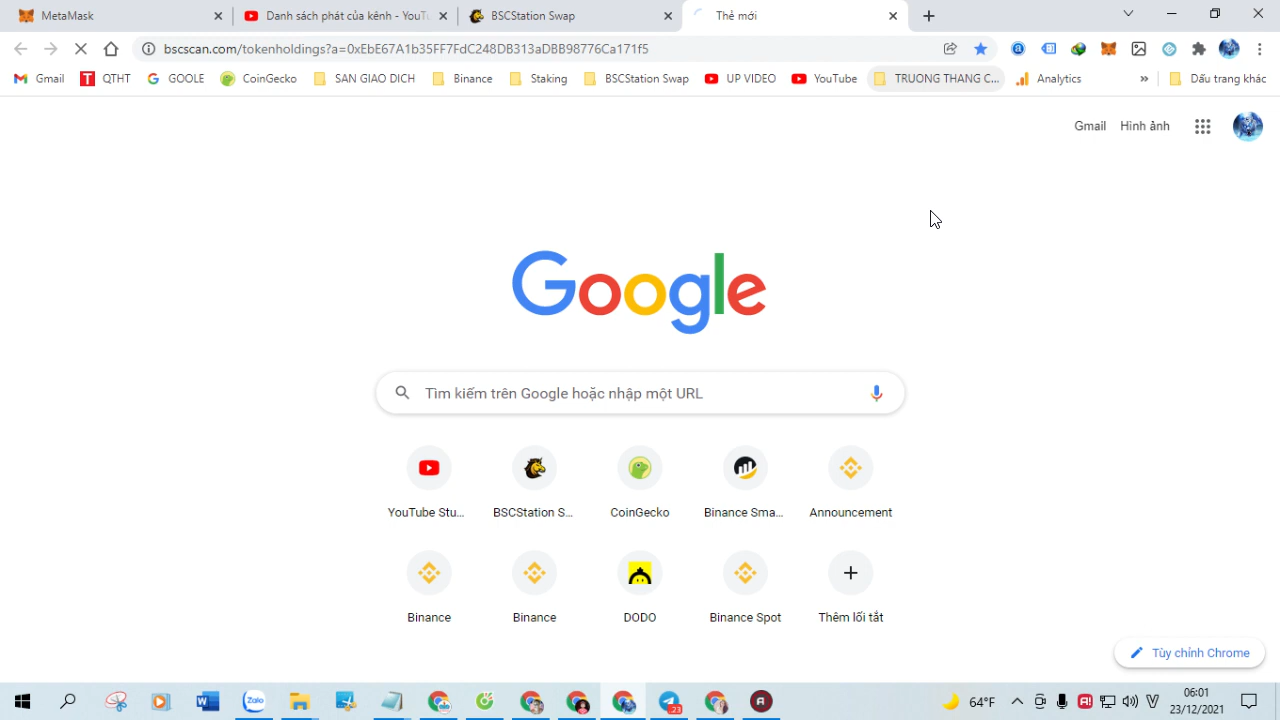 MetaMask
Danh sách phát của kênh - YouT
BSCStation Swap
Thẻ mới
bscscan.com/tokenholdings?a=0xEbE67A1b35FF7FdC248DB313aDBB98776Ca171f5
Gmail
QTHT
GOOLE
CoinGecko
SAN GIAO DICH
Binance
Staking
BSCStation Swap
UP VIDEO
YouTube
TRUONG THANG C...
Analytics
»
Dấu trang khác
Gmail
Hình ảnh
Google
Tìm kiếm trên Google hoặc nhập một URL
YouTube Stu...
BSCStation S...
CoinGecko
Binance Sma...
Announcement
Binance
Binance
DODO
Binance Spot
Thêm lối tắt
Tùy chỉnh Chrome
Zalo
23
64°F
06:01
23/12/2021